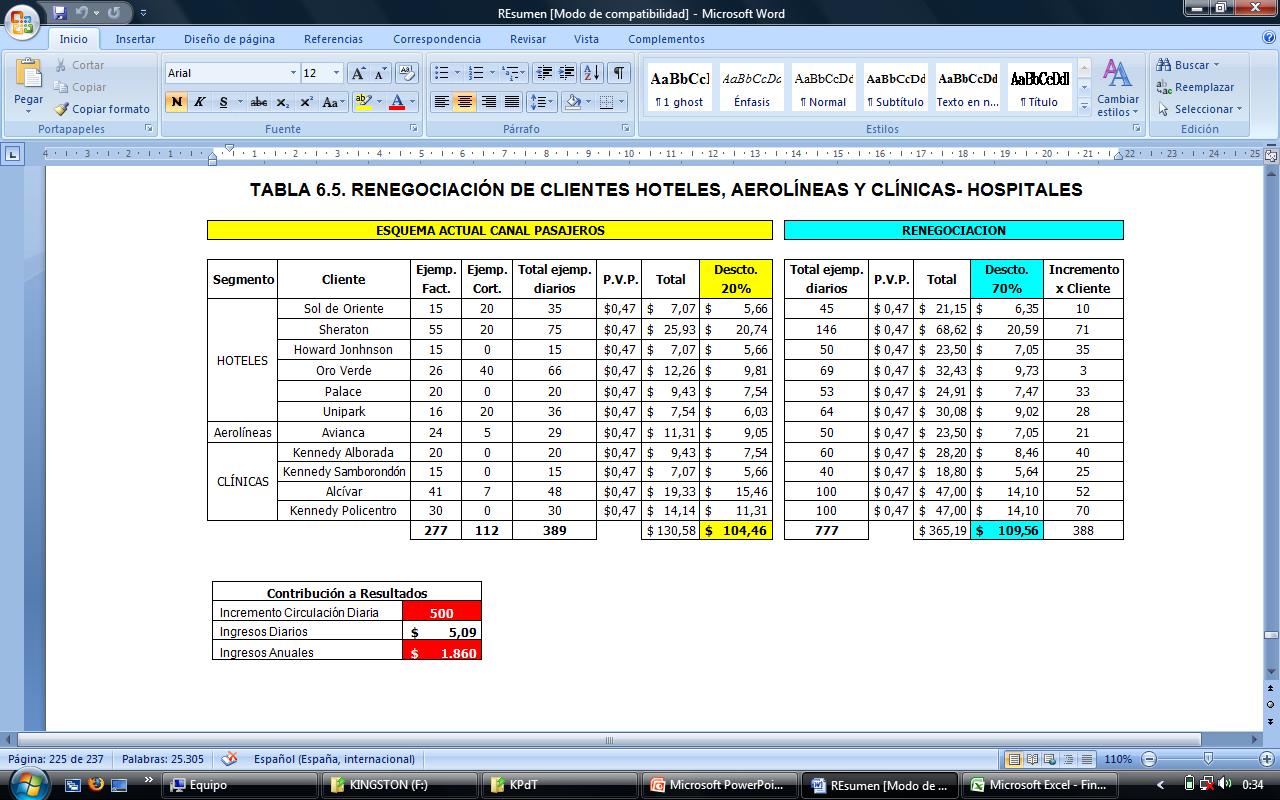 REsumen [Modo de compatibilidad] - Microsoft Word
Inicio Insertar Diseño de página Referencias Correspondencia Revisar Vista Complementos
Pegar
Cortar
Copiar
Copiar formato
Portapapeles
Arial 12
Fuente
Párrafo
AaBbCcI AaBbCcDc AaBbCcDd AaBbCcDd AaBbCcDd AaBbCcDdI
¶ 1 ghost Énfasis ¶ Normal ¶ Subtítulo Texto en n... ¶ Título
Cambiar estilos
Estilos
Buscar
Reemplazar
Seleccionar
Edición
TABLA 6.5. RENEGOCIACIÓN DE CLIENTES HOTELES, AEROLÍNEAS Y CLÍNICAS- HOSPITALES
ESQUEMA ACTUAL CANAL PASAJEROS RENEGOCIACION
Segmento Cliente Ejemp. Fact. Ejemp. Cort. Total ejemp. diarios P.V.P. Total Descto. 20% Total ejemp. diarios P.V.P. Total Descto. 70% Incremento x Cliente
HOTELES
Sol de Oriente 15 20 35 $0,47 $ 7,07 $ 5,66 45 $ 0,47 $ 21,15 $ 6,35 10
Sheraton 55 20 75 $0,47 $ 25,93 $ 20,74 146 $ 0,47 $ 68,62 $ 20,59 71
Howard Jonhnson 15 0 15 $0,47 $ 7,07 $ 5,66 50 $ 0,47 $ 23,50 $ 7,05 35
Oro Verde 26 40 66 $0,47 $ 12,26 $ 9,81 69 $ 0,47 $ 32,43 $ 9,73 3
Palace 20 0 20 $0,47 $ 9,43 $ 7,54 53 $ 0,47 $ 24,91 $ 7,47 33
Unipark 16 20 36 $0,47 $ 7,54 $ 6,03 64 $ 0,47 $ 30,08 $ 9,02 28
Aerolíneas Avianca 24 5 29 $0,47 $ 11,31 $ 9,05 50 $ 0,47 $ 23,50 $ 7,05 21
CLÍNICAS
Kennedy Alborada 20 0 20 $0,47 $ 9,43 $ 7,54 60 $ 0,47 $ 28,20 $ 8,46 40
Kennedy Samborondón 15 0 15 $0,47 $ 7,07 $ 5,66 40 $ 0,47 $ 18,80 $ 5,64 25
Alcívar 41 7 48 $0,47 $ 19,33 $ 15,46 100 $ 0,47 $ 47,00 $ 14,10 52
Kennedy Policentro 30 0 30 $0,47 $ 14,14 $ 11,31 100 $ 0,47 $ 47,00 $ 14,10 70
277 112 389 $ 130,58 $ 104,46 777 $ 365,19 $ 109,56 388
Contribución a Resultados
Incremento Circulación Diaria 500
Ingresos Diarios $ 5,09
Ingresos Anuales $ 1.860
Página: 225 de 237 Palabras: 25.305 Español (España, internacional) 110%
Equipo KINGSTON (F:) KPdT Microsoft PowerPoi... REsumen [Modo de ... Microsoft Excel - Fin... 0:34